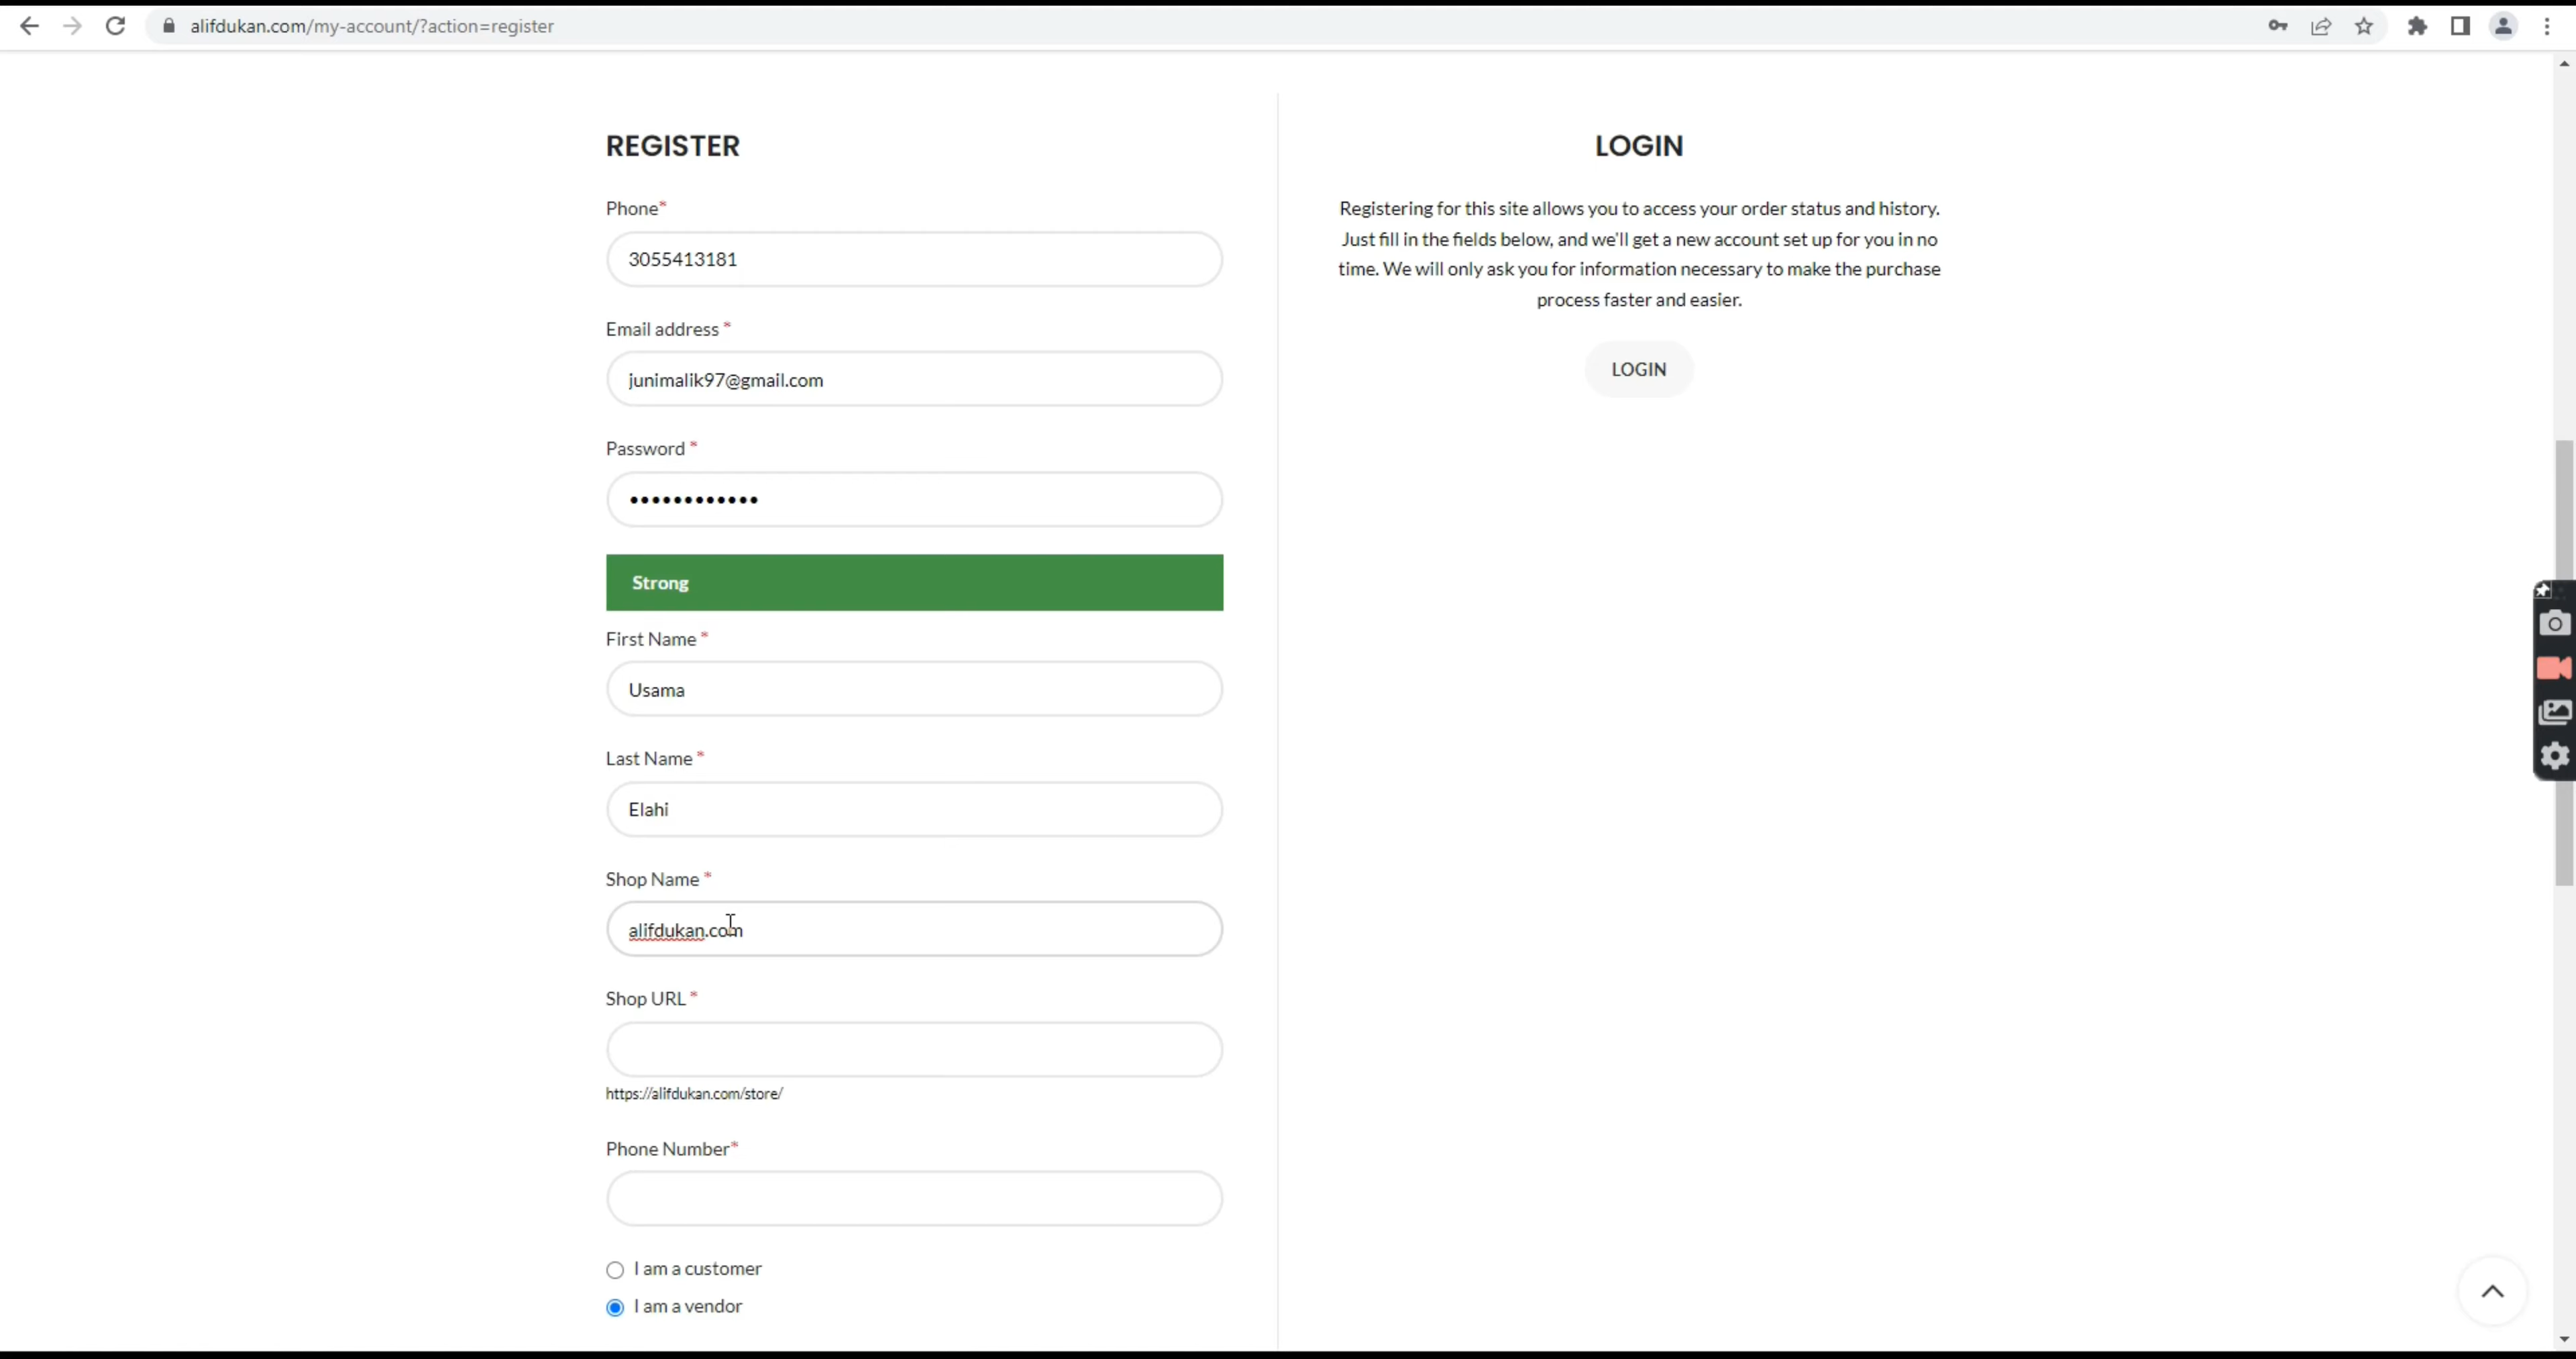 alifdukan.com/my-account/?action=register
REGISTER
Phone*
3055413181
Email address *
junimalik97@gmail.com
Password *
••••••••••••
Strong
First Name *
Usama
Last Name *
Elahi
Shop Name *
alifdukan.com
Shop URL *
https://alifdukan.com/store/
Phone Number*
I am a customer
I am a vendor
LOGIN
Registering for this site allows you to access your order status and history.
Just fill in the fields below, and we'll get a new account set up for you in no
time. We will only ask you for information necessary to make the purchase
process faster and easier.
LOGIN